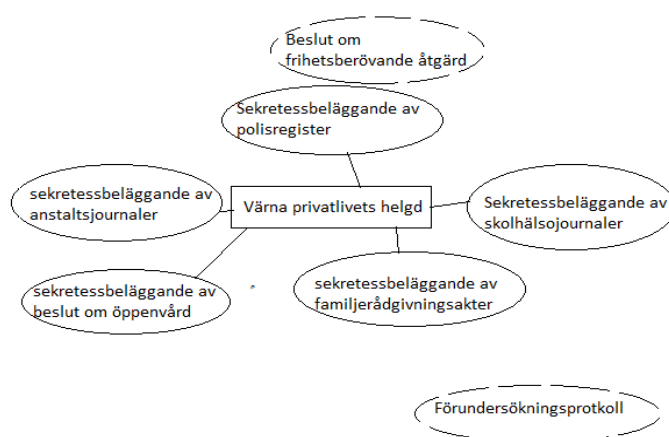 Beslut om
frihetsberövande åtgärd
Sekretessbeläggande av
polisregister
sekretessbeläggande av
anstaltsjournaler
Värna privatlivets helgd
Sekretessbeläggande av
skolhälsojournaler
sekretessbeläggande av
beslut om öppenvård
sekretessbeläggande av
familjerådgivningsakter
Förundersökningsprotkoll